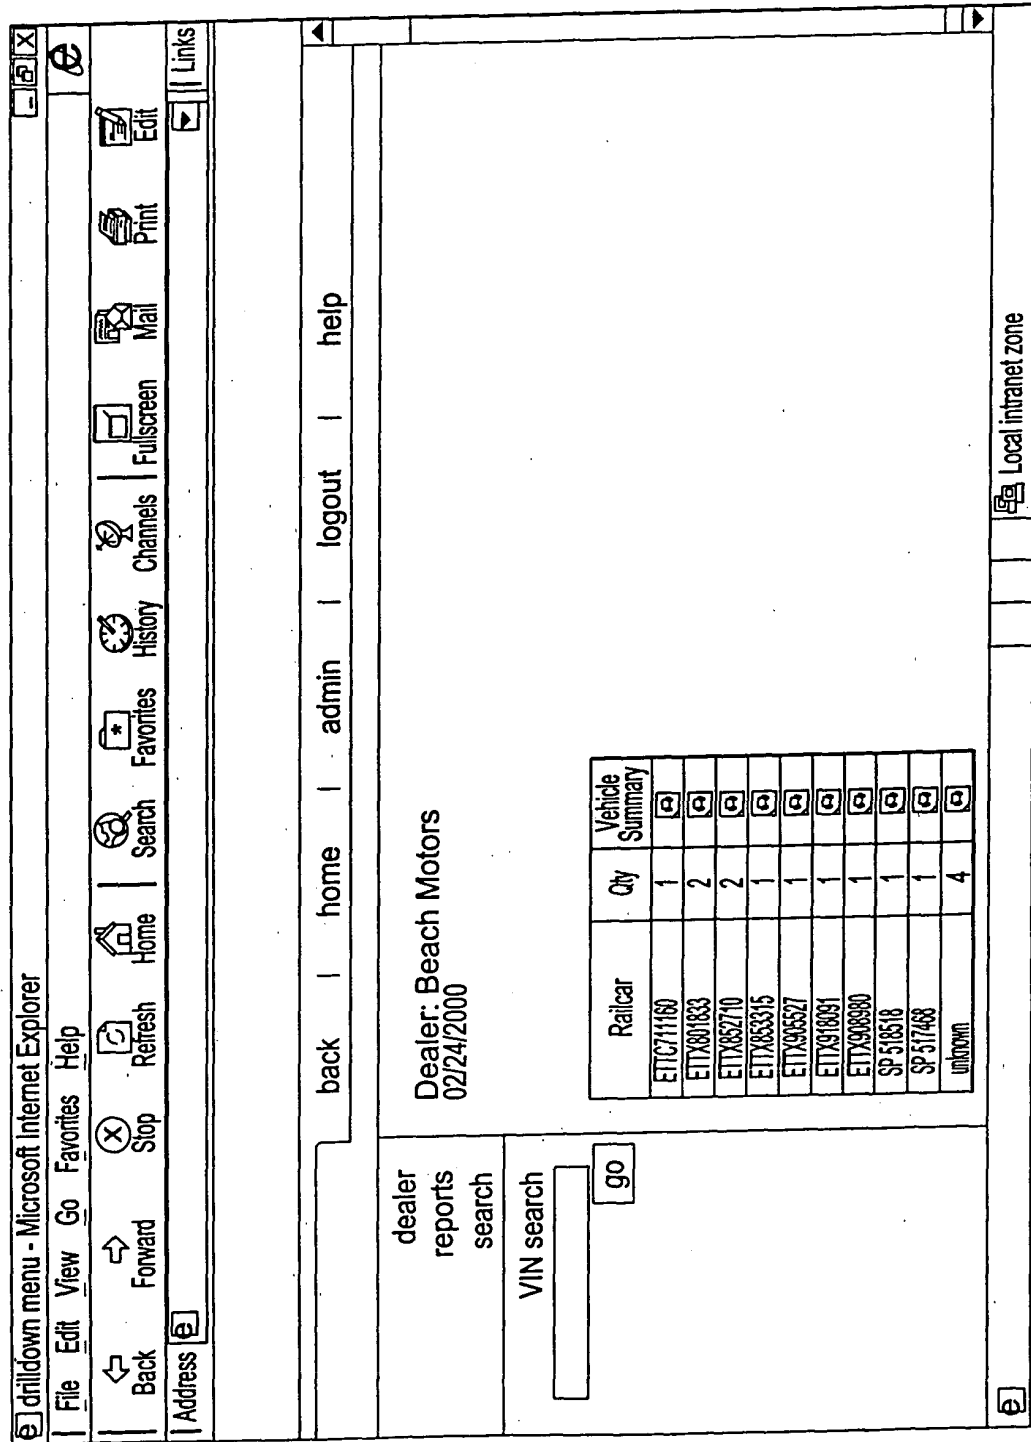 drilldown menu - Microsoft Internet Explorer
File Edit View Go Favorites Help
Back Forward Stop Refresh Home Search Favorites History Channels Fullscreen Mail Print Edit
Address Links
back | home | admin | logout | help
dealer
reports
search
VIN search
go
Dealer: Beach Motors
02/24/2000
Railcar Qty Vehicle Summary
ETTC711160 1
ETTX801833 2
ETTX852710 2
ETTX853315 1
ETTX905527 1
ETTX918091 1
ETTX908980 1
SP 518518 1
SP 517468 1
unknown 4
Local intranet zone